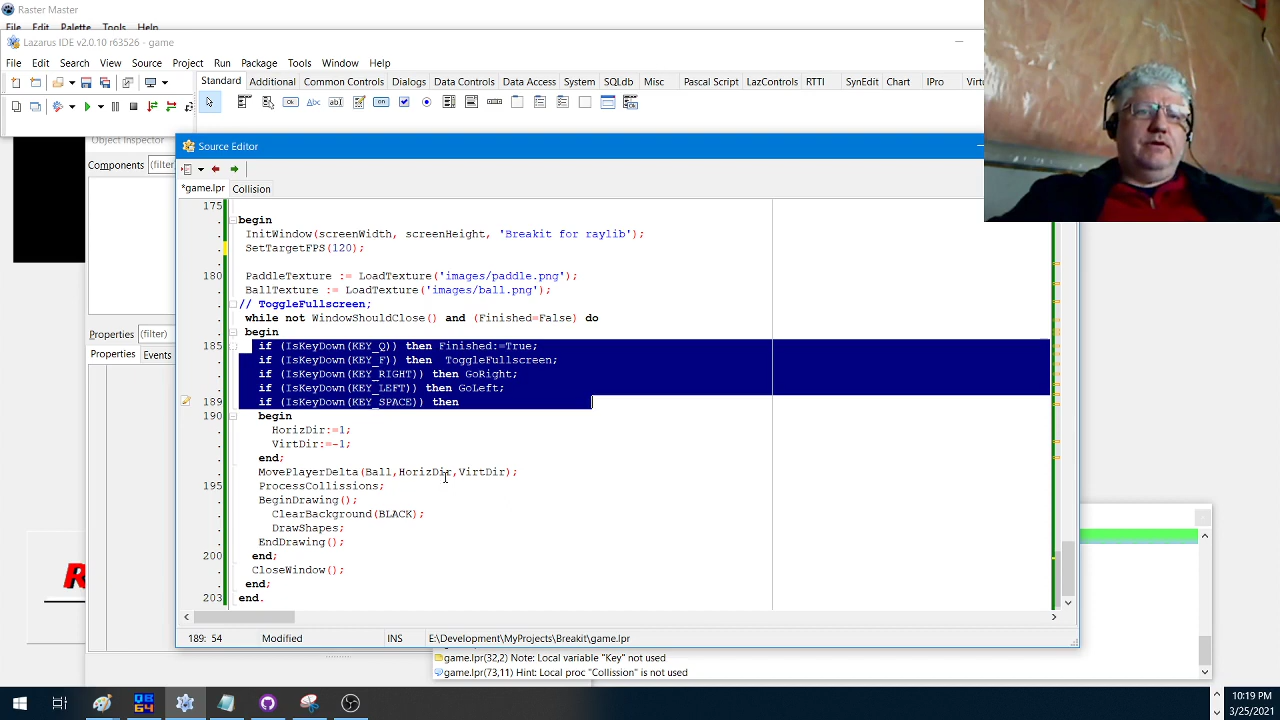 Raster Master
File Edit Palette Tools Help
Lazarus IDE v2.0.10 r63526 - game
File Edit Search View Source Project Run Package Tools Window Help
Standard Additional Common Controls Dialogs Data Controls Data Access System SQLdb Misc Pascal Script LazControls RTTI SynEdit Chart IPro
Object Inspector
Components (filter)
Properties (filter)
Properties Events
Source Editor
*game.lpr Collision
175
begin
InitWindow(screenWidth, screenHeight, 'Breakit for raylib');
SetTargetFPS(120);
180 PaddleTexture := LoadTexture('images/paddle.png');
BallTexture := LoadTexture('images/ball.png');
// ToggleFullscreen;
while not WindowShouldClose() and (Finished=False) do
begin
185 if (IsKeyDown(KEY_Q)) then Finished:=True;
if (IsKeyDown(KEY_F)) then ToggleFullscreen;
if (IsKeyDown(KEY_RIGHT)) then GoRight;
if (IsKeyDown(KEY_LEFT)) then GoLeft;
189 if (IsKeyDown(KEY_SPACE)) then
190 begin
HorizDir:=1;
VirtDir:=-1;
end;
MovePlayerDelta(Ball,HorizDir,VirtDir);
195 ProcessCollissions;
BeginDrawing();
ClearBackground(BLACK);
DrawShapes;
EndDrawing();
200 end;
CloseWindow();
end;
203 end.
189: 54 Modified INS E:\Development\MyProjects\Breakit\game.lpr
game.lpr(32,2) Note: Local variable "Key" not used
game.lpr(73,11) Hint: Local proc "Collission" is not used
10:19 PM
3/25/2021